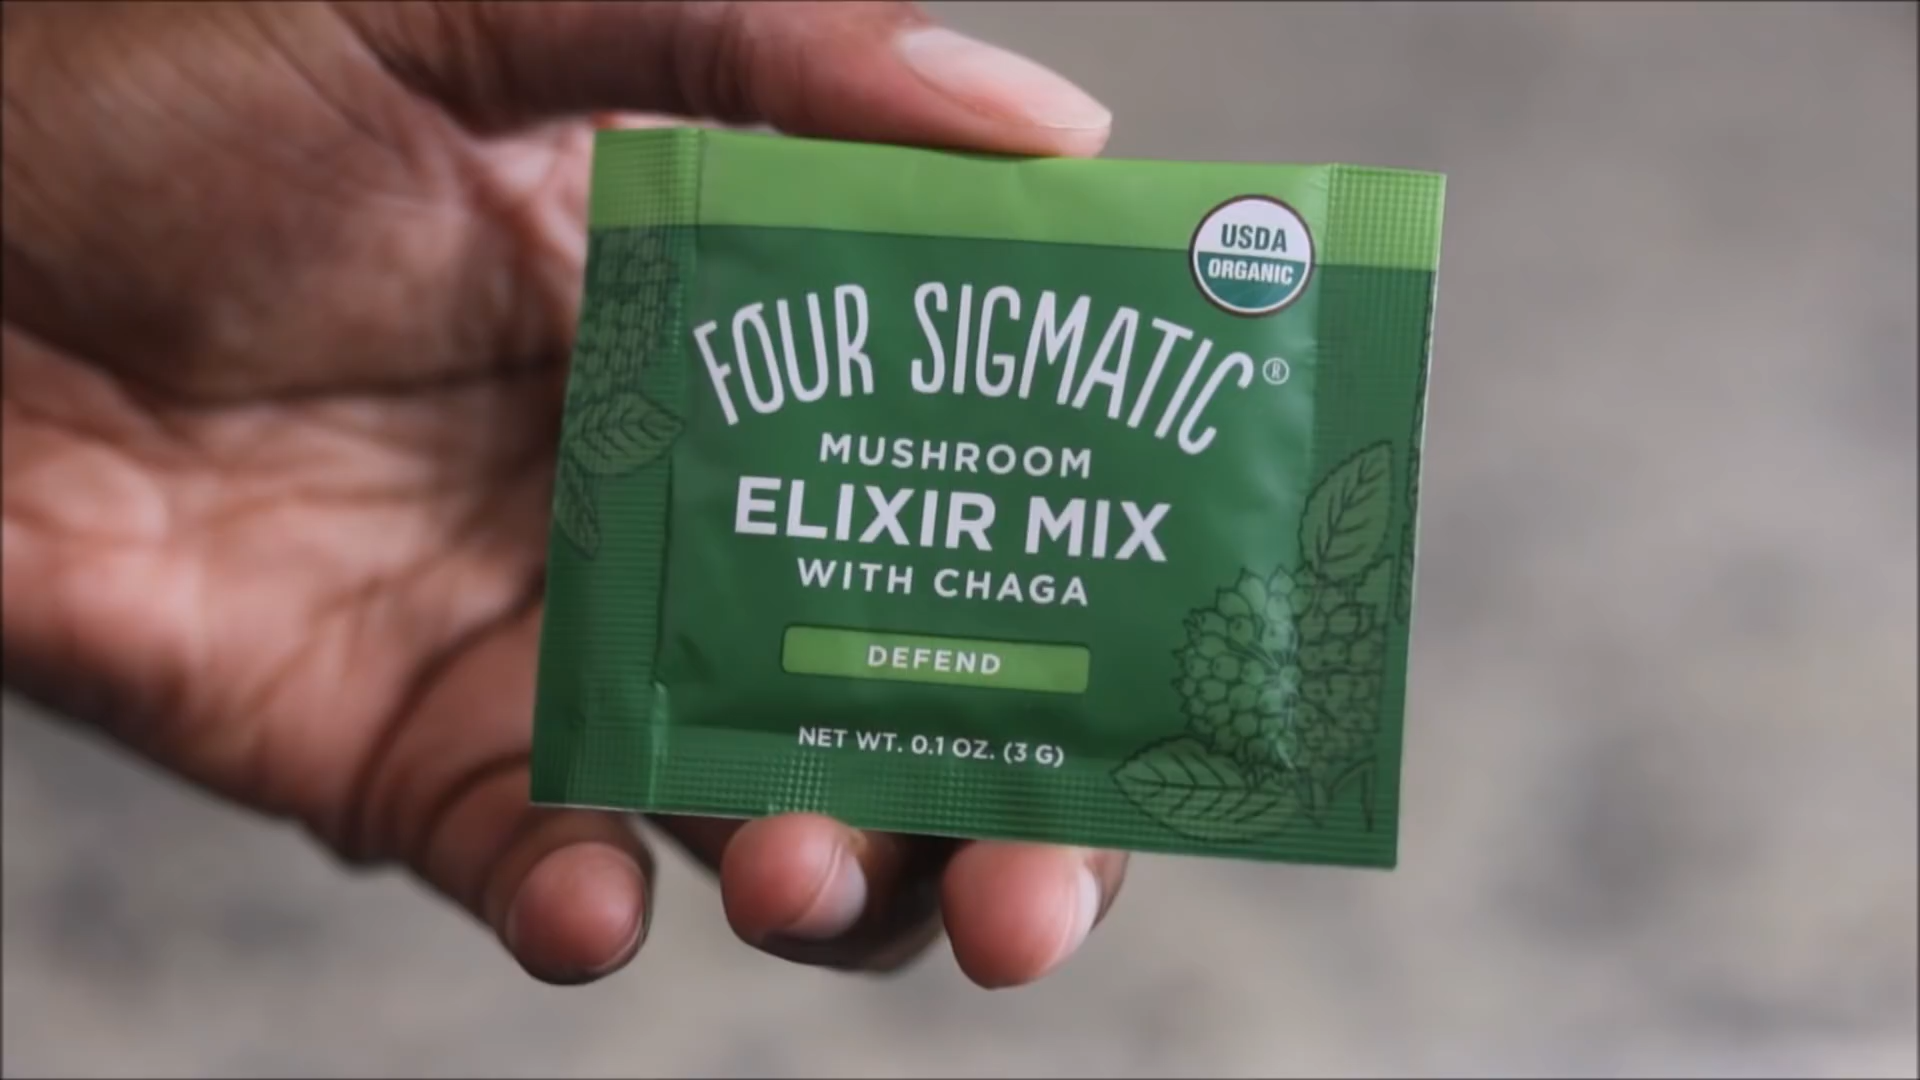 USDA
ORGANIC
FOUR SIGMATIC®
MUSHROOM
ELIXIR MIX
WITH CHAGA
DEFEND
NET WT. 0.1 OZ. (3 G)